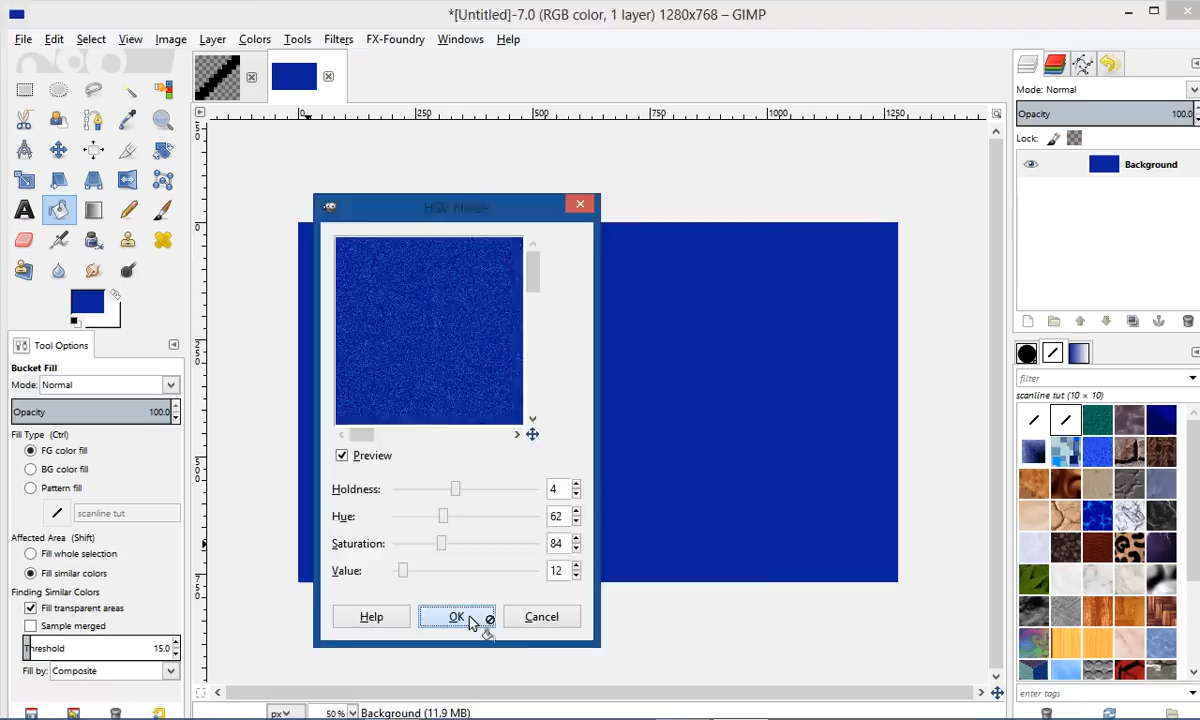 *[Untitled]-7.0 (RGB color, 1 layer) 1280x768 – GIMP
File Edit Select View Image Layer Colors Tools Filters FX-Foundry Windows Help
0 250 500 750 1000 1250
Mode: Normal
Opacity 100.0
Lock:
Background
HSV Noise
Preview
Holdness: 4
Hue: 62
Saturation: 84
Value: 12
Help OK Cancel
Tool Options
Bucket Fill
Mode: Normal
Opacity 100.0
Fill Type (Ctrl)
FG color fill
BG color fill
Pattern fill
scanline tut
Affected Area (Shift)
Fill whole selection
Fill similar colors
Finding Similar Colors
Fill transparent areas
Sample merged
Threshold 15.0
Fill by: Composite
filter
scanline tut (10 × 10)
enter tags
px 50 % Background (11.9 MB)